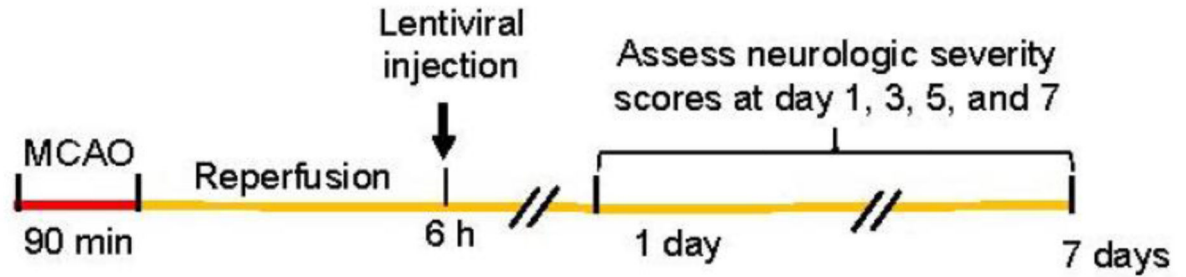 Lentiviral
injection
Assess neurologic severity
scores at day 1, 3, 5, and 7
MCAO
Reperfusion
90 min
6 h
1 day
7 days